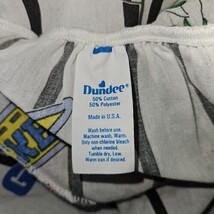 Dundee
50% Cotton
50% Polyester
Made in U.S.A.
Wash before use.
Machine wash, Warm.
Only non-chlorine bleach
when needed.
Tumble dry, Low.
Warm iron if desired.